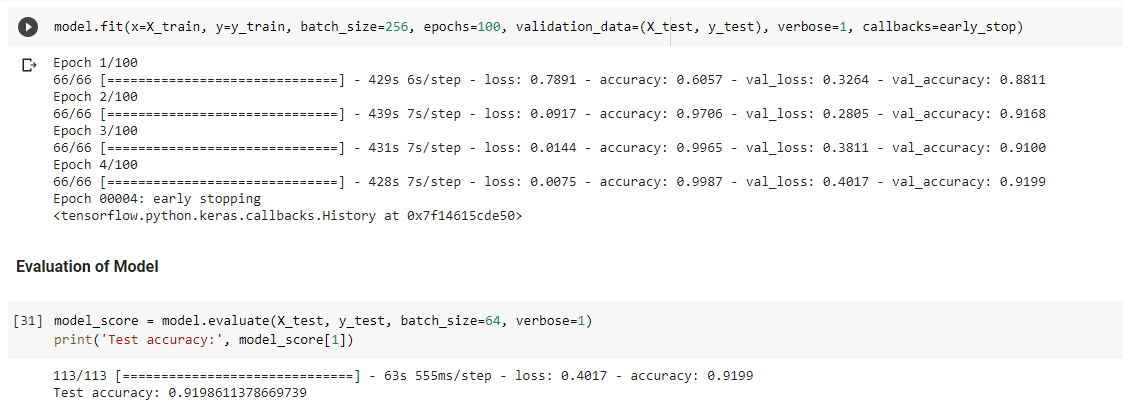 model.fit(x=X_train, y=y_train, batch_size=256, epochs=100, validation_data=(X_test, y_test), verbose=1, callbacks=early_stop)
Epoch 1/100
66/66 [==============================] - 429s 6s/step - loss: 0.7891 - accuracy: 0.6057 - val_loss: 0.3264 - val_accuracy: 0.8811
Epoch 2/100
66/66 [==============================] - 439s 7s/step - loss: 0.0917 - accuracy: 0.9706 - val_loss: 0.2805 - val_accuracy: 0.9168
Epoch 3/100
66/66 [==============================] - 431s 7s/step - loss: 0.0144 - accuracy: 0.9965 - val_loss: 0.3811 - val_accuracy: 0.9100
Epoch 4/100
66/66 [==============================] - 428s 7s/step - loss: 0.0075 - accuracy: 0.9987 - val_loss: 0.4017 - val_accuracy: 0.9199
Epoch 00004: early stopping
<tensorflow.python.keras.callbacks.History at 0x7f14615cde50>
Evaluation of Model
[31] model_score = model.evaluate(X_test, y_test, batch_size=64, verbose=1)
print('Test accuracy:', model_score[1])
113/113 [==============================] - 63s 555ms/step - loss: 0.4017 - accuracy: 0.9199
Test accuracy: 0.9198611378669739